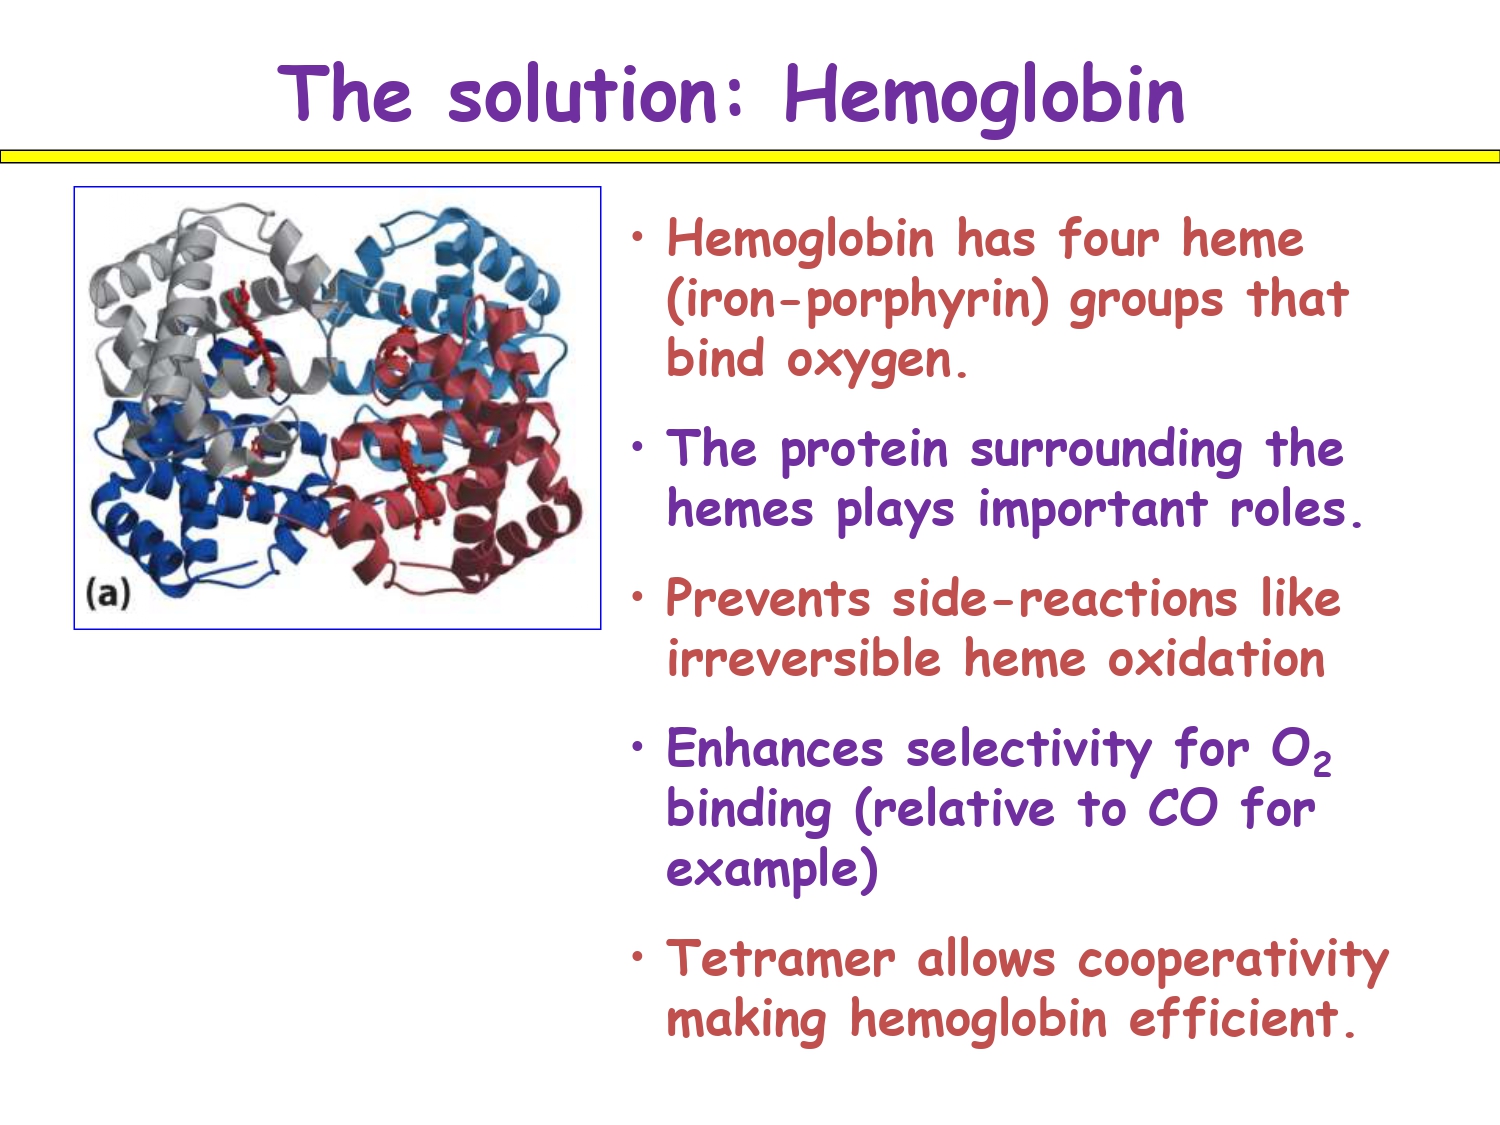 The solution: Hemoglobin
(a)
• Hemoglobin has four heme
(iron-porphyrin) groups that
bind oxygen.
• The protein surrounding the
hemes plays important roles.
• Prevents side-reactions like
irreversible heme oxidation
• Enhances selectivity for O₂
binding (relative to CO for
example)
• Tetramer allows cooperativity
making hemoglobin efficient.